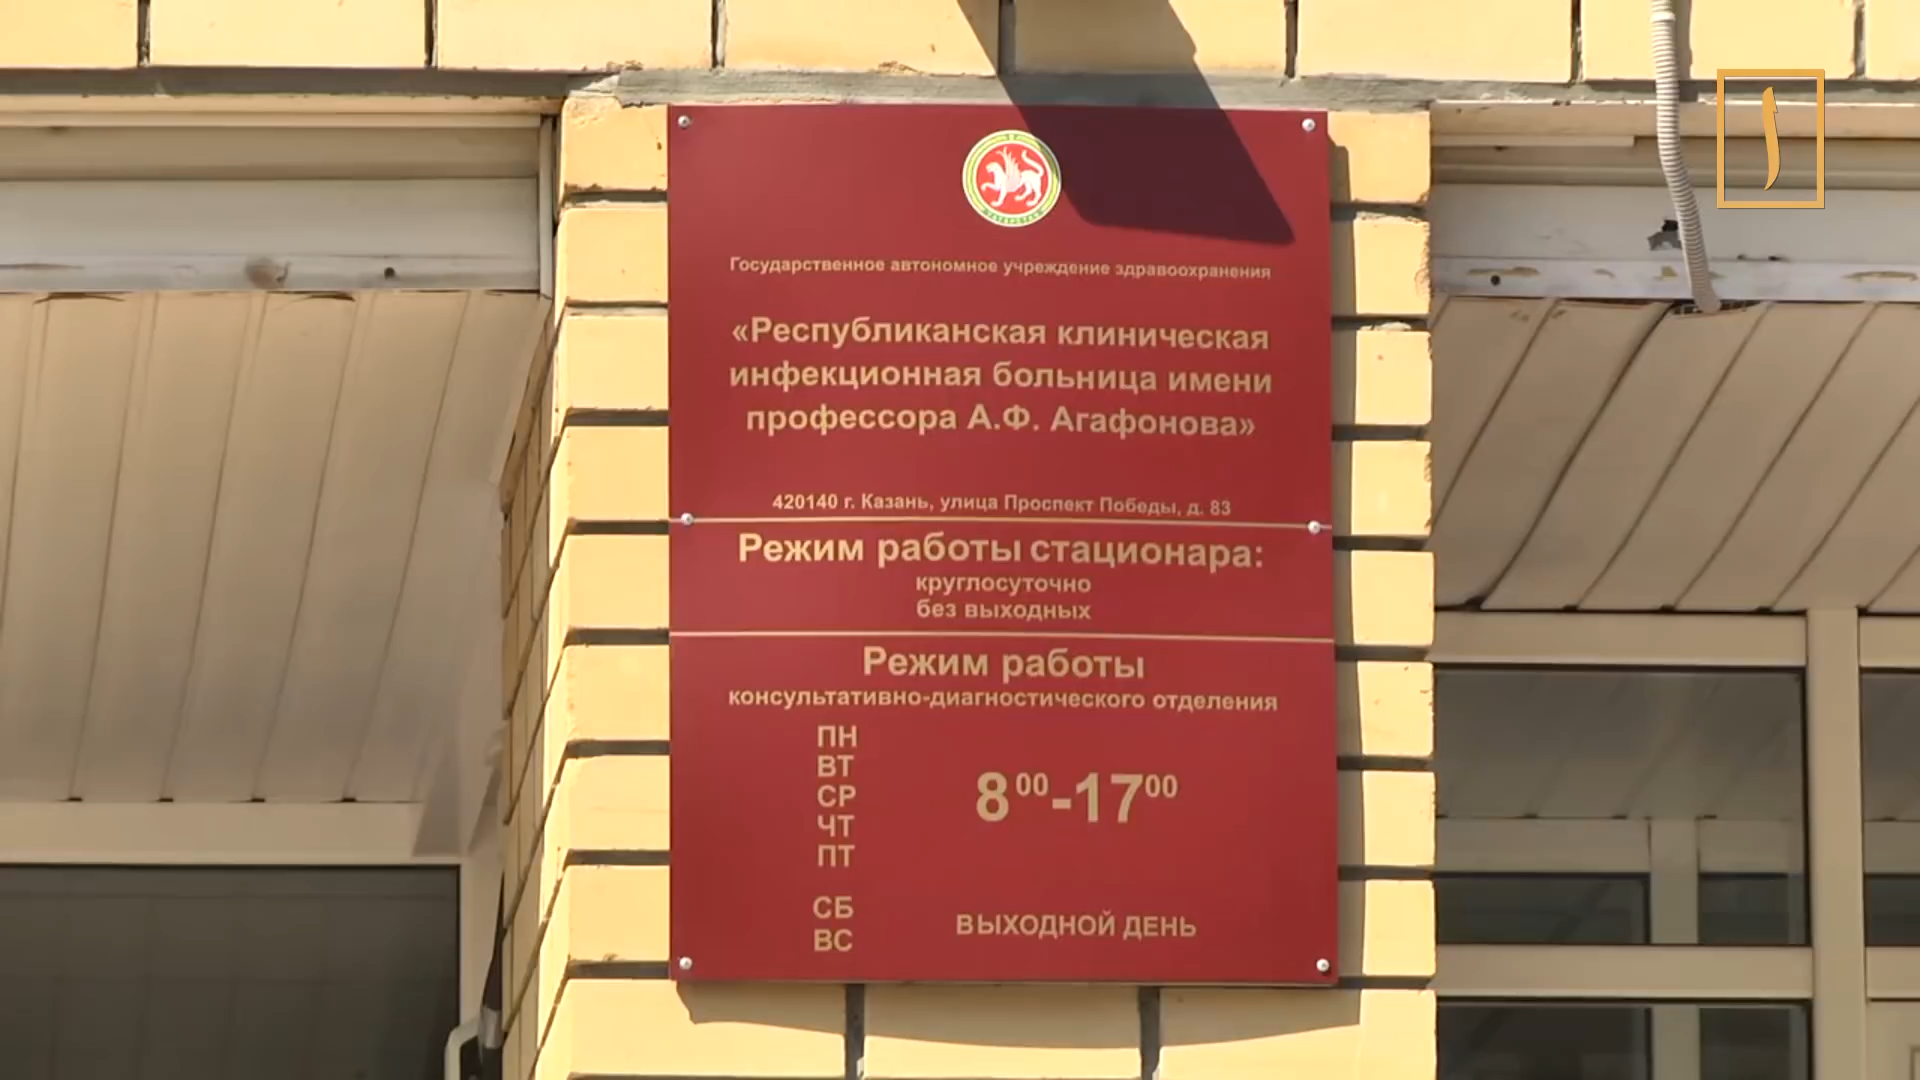 ТАТАРСТАН
Государственное автономное учреждение здравоохранения
«Республиканская клиническая
инфекционная больница имени
профессора А.Ф. Агафонова»
420140 г. Казань, улица Проспект Победы, д. 83
Режим работы стационара:
круглосуточно
без выходных
Режим работы
консультативно-диагностического отделения
ПН
ВТ
СР
ЧТ
ПТ
8⁰⁰-17⁰⁰
СБ
ВС
ВЫХОДНОЙ ДЕНЬ